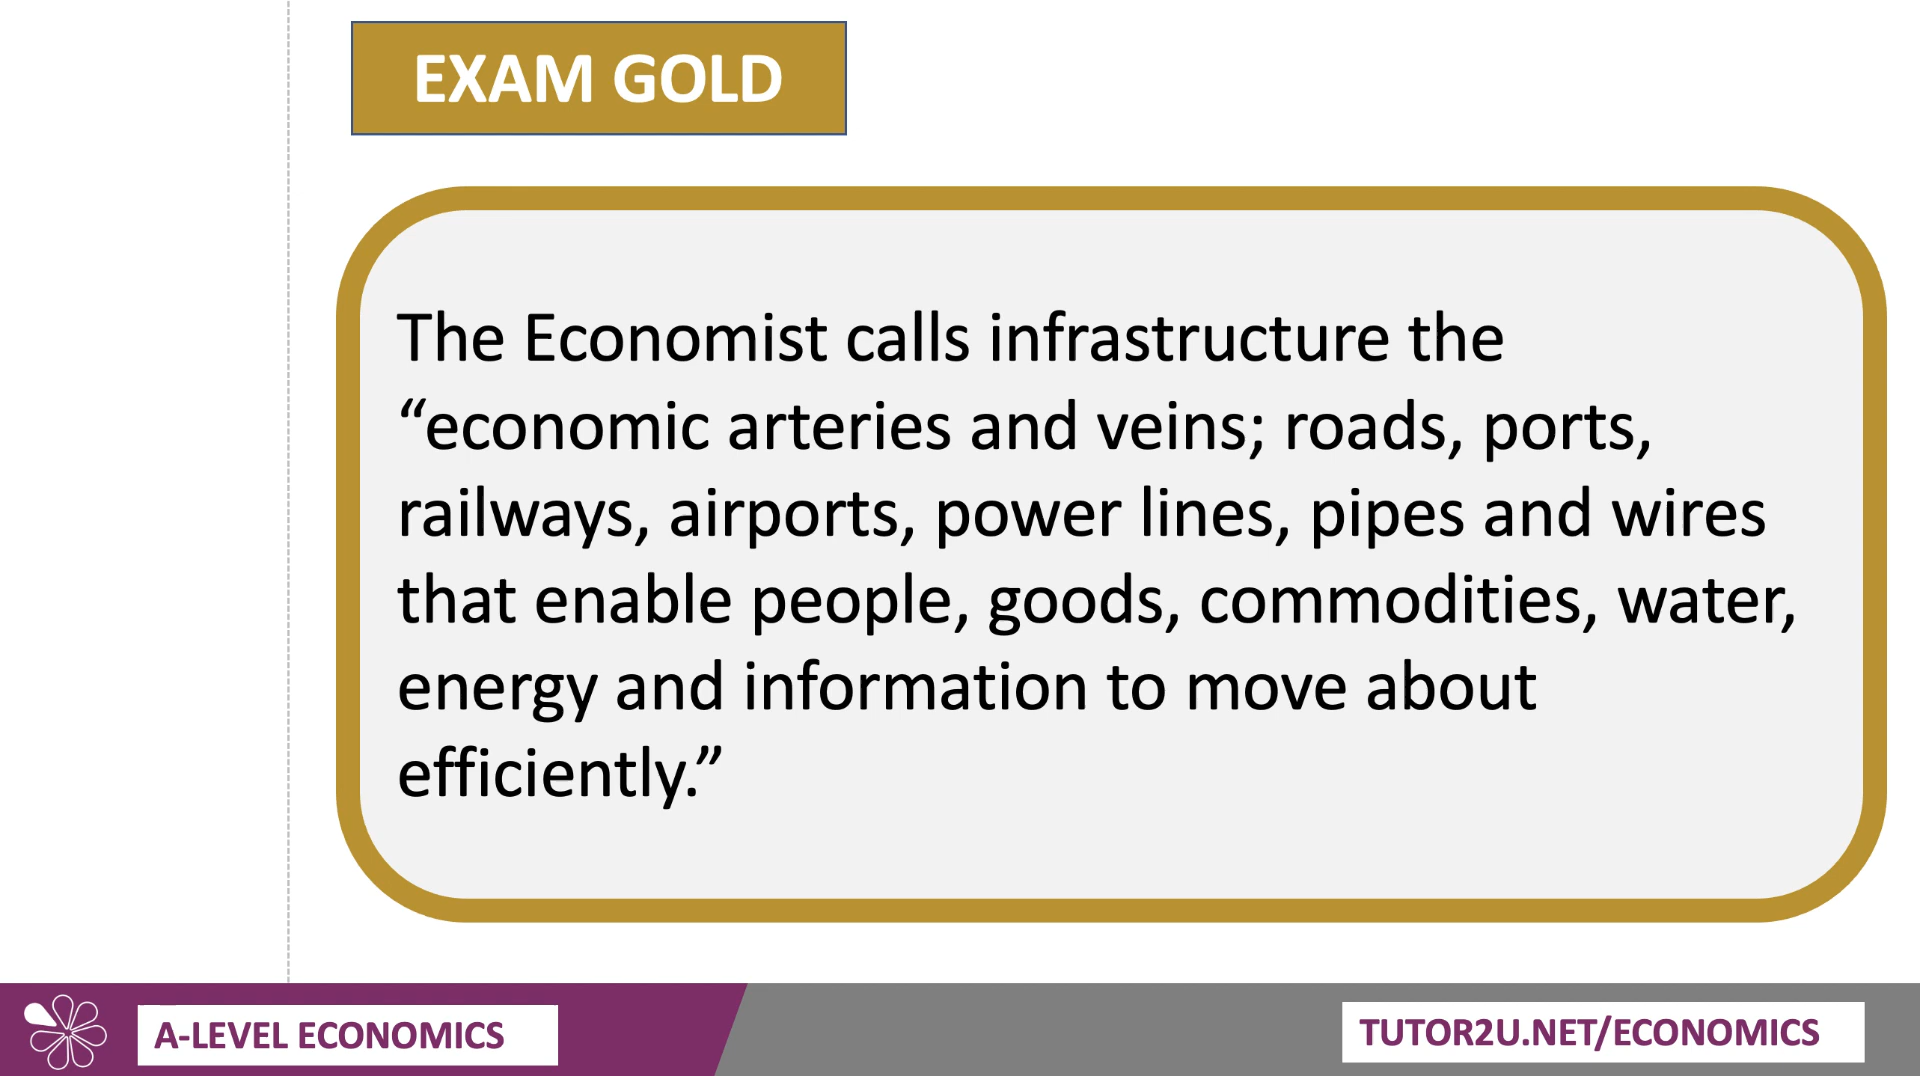 EXAM GOLD
The Economist calls infrastructure the
“economic arteries and veins; roads, ports,
railways, airports, power lines, pipes and wires
that enable people, goods, commodities, water,
energy and information to move about
efficiently.”
A-LEVEL ECONOMICS
TUTOR2U.NET/ECONOMICS